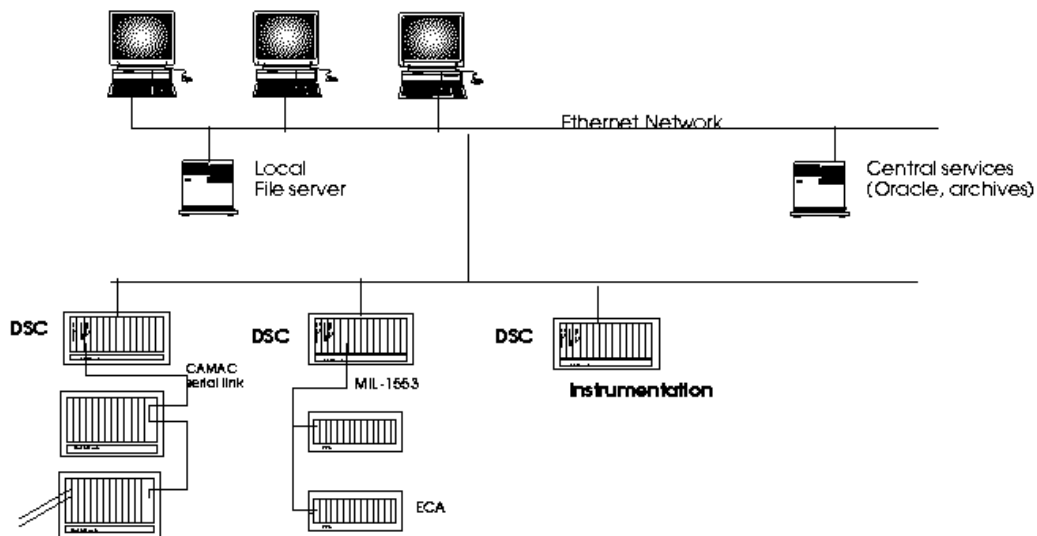 Ethernet Network
Local
File server
Central services
(Oracle, archives)
DSC
DSC
DSC
CAMAC
serial link
MIL-1553
Instrumentation
ECA